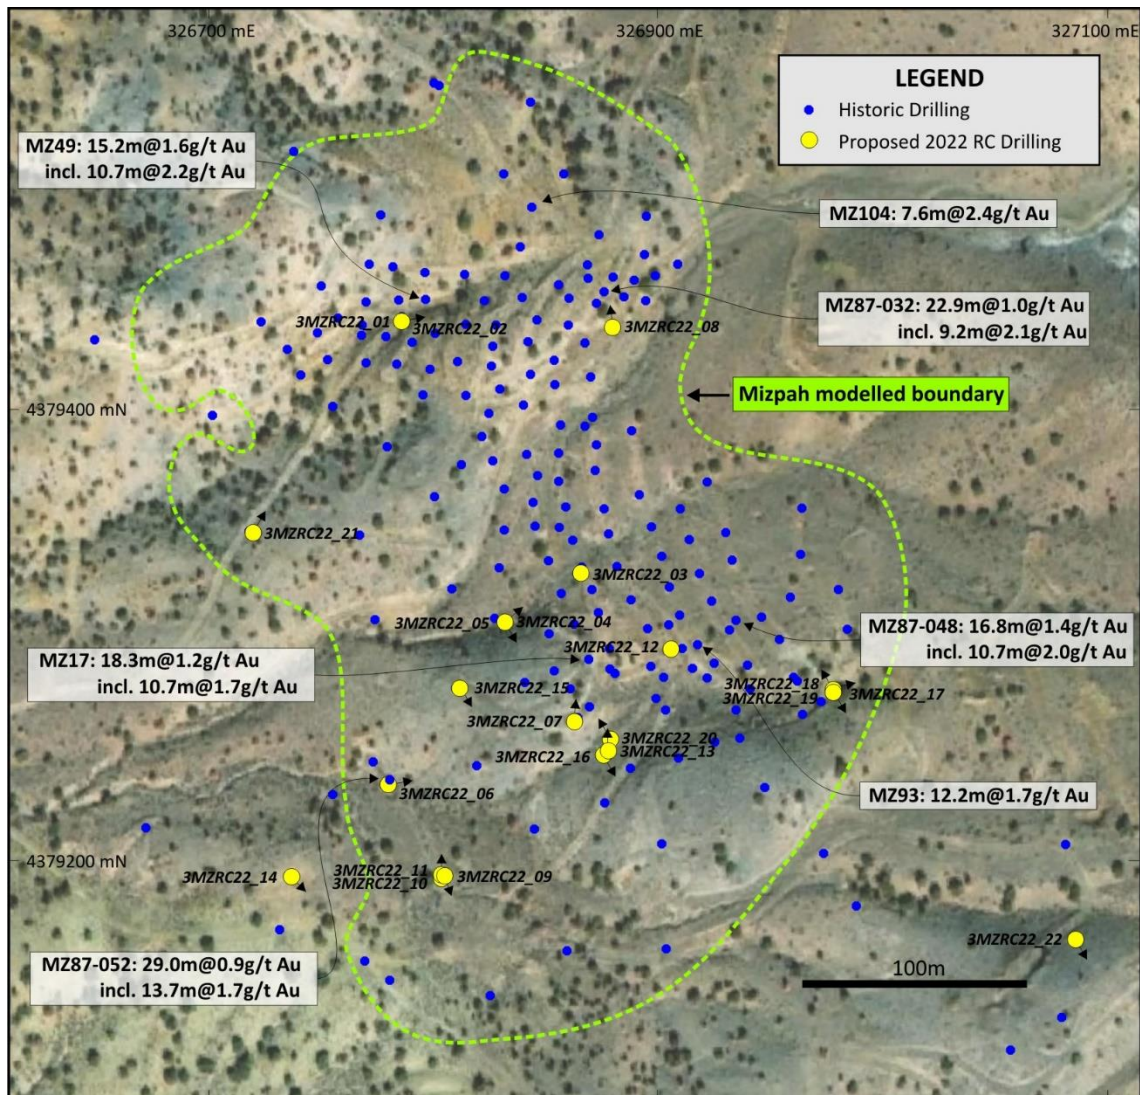 326700 mE
326900 mE
327100 mE
LEGEND
Historic Drilling
Proposed 2022 RC Drilling
MZ49: 15.2m@1.6g/t Au
incl. 10.7m@2.2g/t Au
MZ104: 7.6m@2.4g/t Au
MZ87-032: 22.9m@1.0g/t Au
incl. 9.2m@2.1g/t Au
3MZRC22_01
3MZRC22_02
3MZRC22_08
Mizpah modelled boundary
4379400 mN
3MZRC22_21
3MZRC22_03
3MZRC22_05
3MZRC22_04
MZ87-048: 16.8m@1.4g/t Au
incl. 10.7m@2.0g/t Au
3MZRC22_12
MZ17: 18.3m@1.2g/t Au
incl. 10.7m@1.7g/t Au
3MZRC22_15
3MZRC22_18
3MZRC22_19
3MZRC22_17
3MZRC22_07
3MZRC22_20
3MZRC22_13
3MZRC22_16
3MZRC22_06
MZ93: 12.2m@1.7g/t Au
4379200 mN
3MZRC22_14
3MZRC22_11
3MZRC22_10
3MZRC22_09
3MZRC22_22
MZ87-052: 29.0m@0.9g/t Au
incl. 13.7m@1.7g/t Au
100m